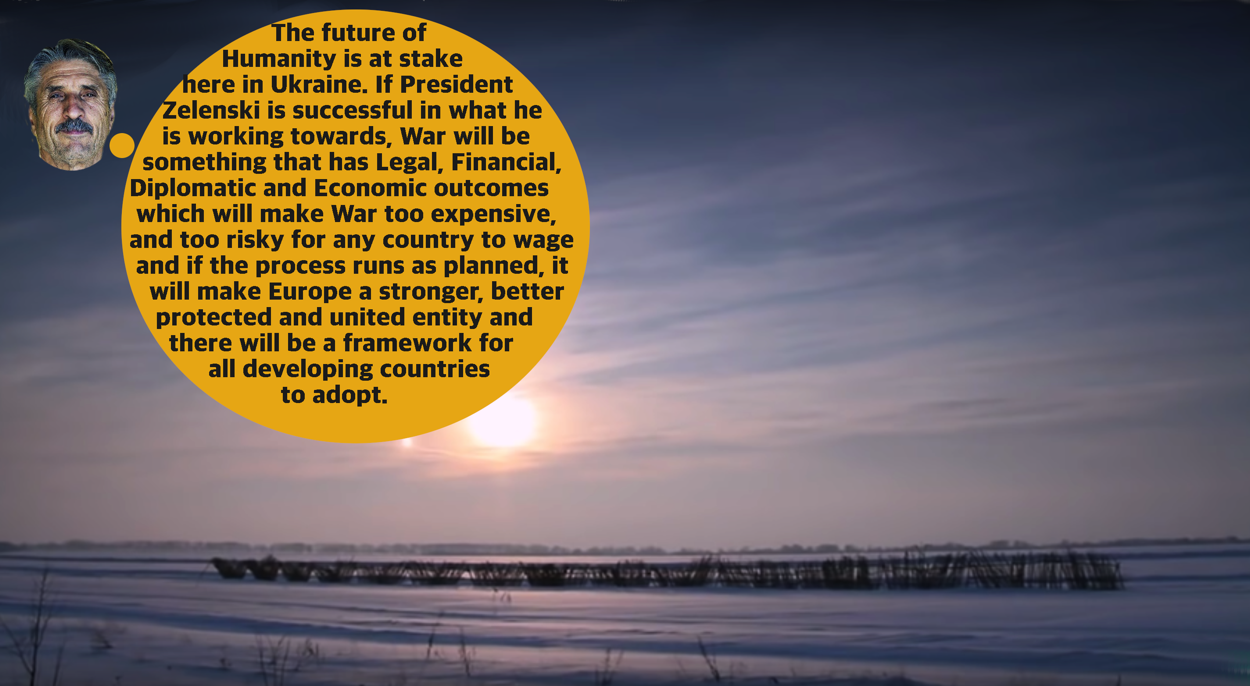 The future of
Humanity is at stake
here in Ukraine. If President
Zelenski is successful in what he
is working towards, War will be
something that has Legal, Financial,
Diplomatic and Economic outcomes
which will make War too expensive,
and too risky for any country to wage
and if the process runs as planned, it
will make Europe a stronger, better
protected and united entity and
there will be a framework for
all developing countries
to adopt.